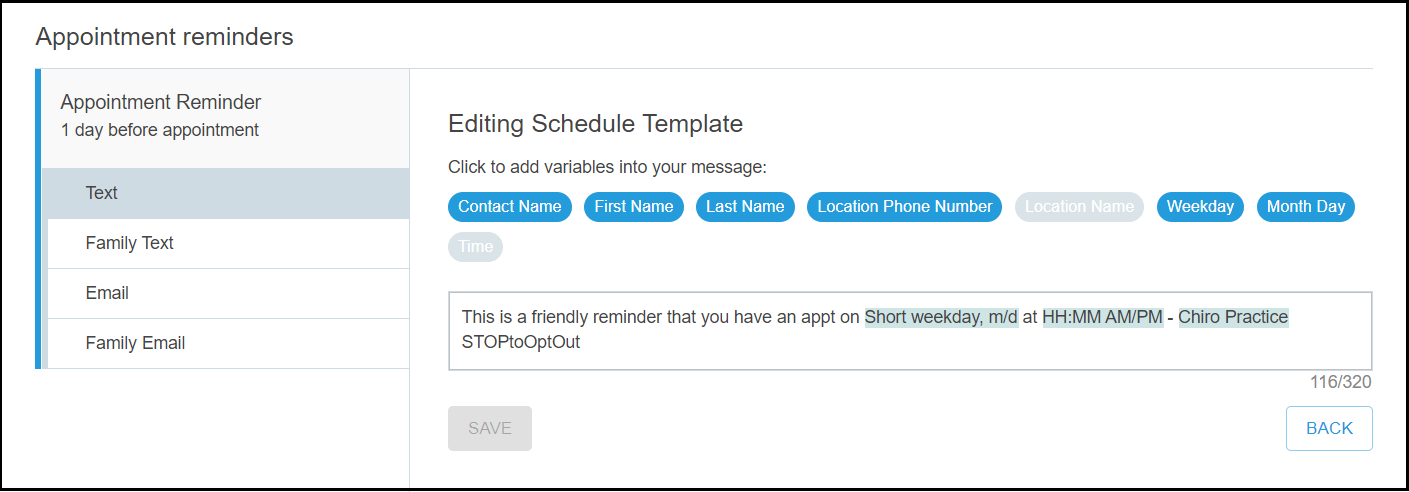 Appointment reminders
Appointment Reminder
1 day before appointment
Text
Family Text
Email
Family Email
Editing Schedule Template
Click to add variables into your message:
Contact Name First Name Last Name Location Phone Number Location Name Weekday Month Day
Time
This is a friendly reminder that you have an appt on Short weekday, m/d at HH:MM AM/PM - Chiro Practice
STOPtoOptOut
116/320
SAVE BACK